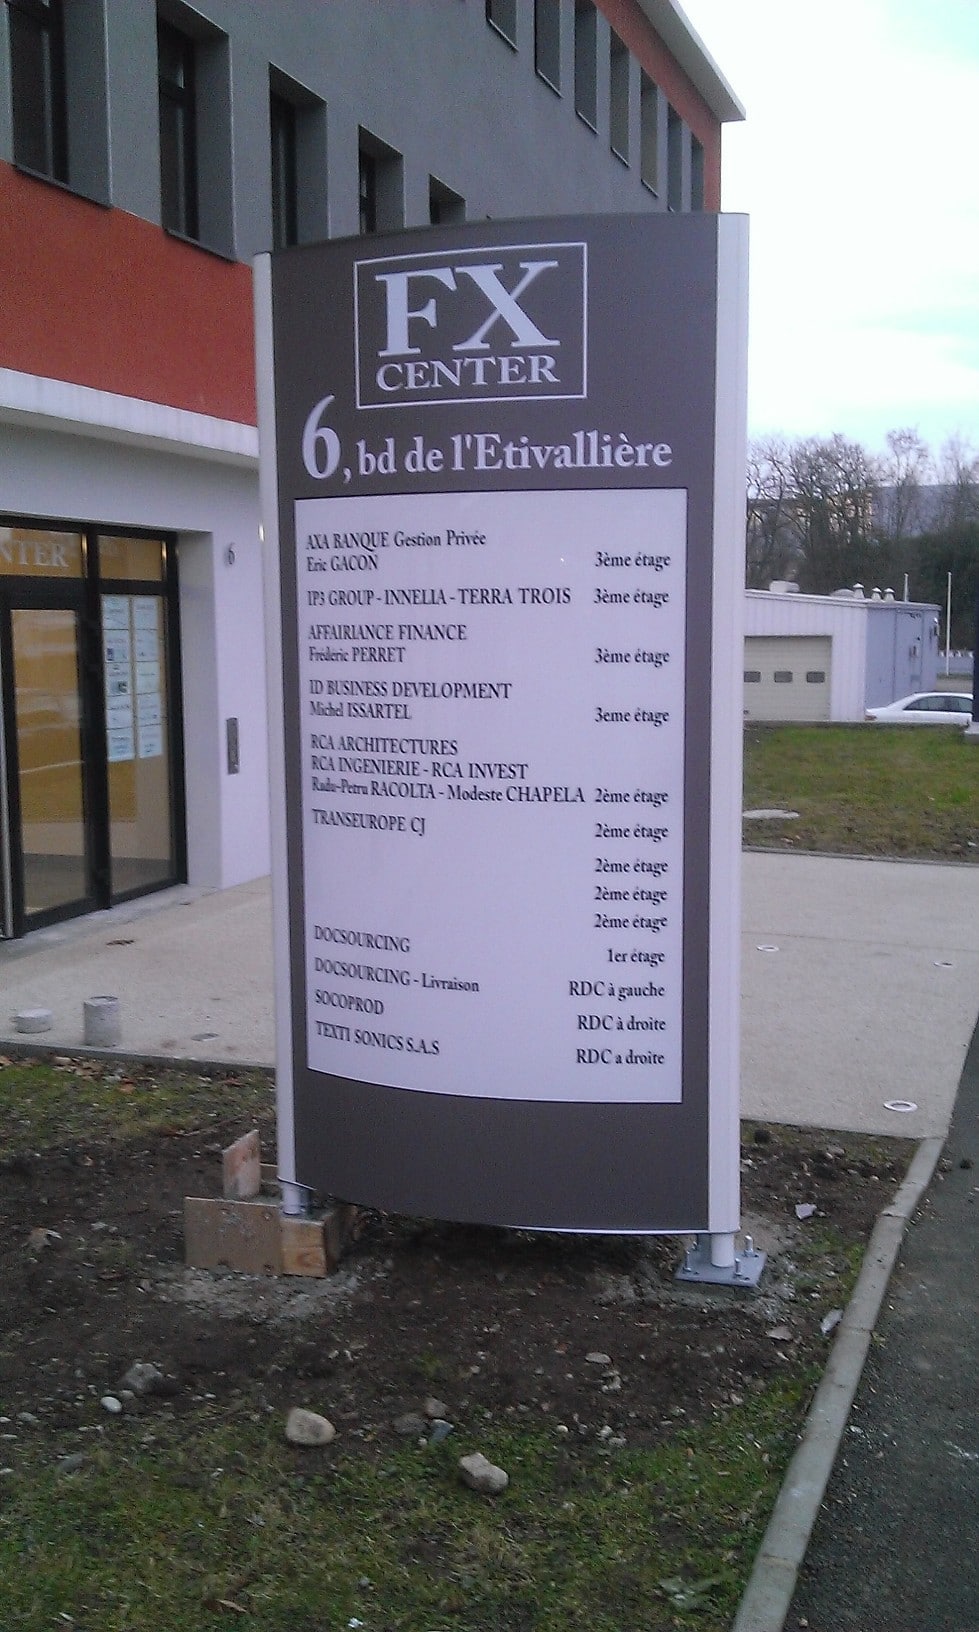 FX
CENTER
6, bd de l'Etivallière
AXA BANQUE Gestion Privée
Eric GACON 3ème étage
IP3 GROUP - INNELIA - TERRA TROIS 3ème étage
AFFAIRIANCE FINANCE
Fréderic PERRET 3ème étage
ID BUSINESS DEVELOPMENT
Michel ISSARTEL 3eme étage
RCA ARCHITECTURES
RCA INGENIERIE - RCA INVEST
Radu-Petru RACOLTA - Modeste CHAPELA 2ème étage
TRANSEUROPE CJ 2ème étage
2ème étage
2ème étage
2ème étage
DOCSOURCING 1er étage
DOCSOURCING - Livraison RDC à gauche
SOCOPROD RDC à droite
TEXTI SONICS S.A.S RDC a droite
NTER
6